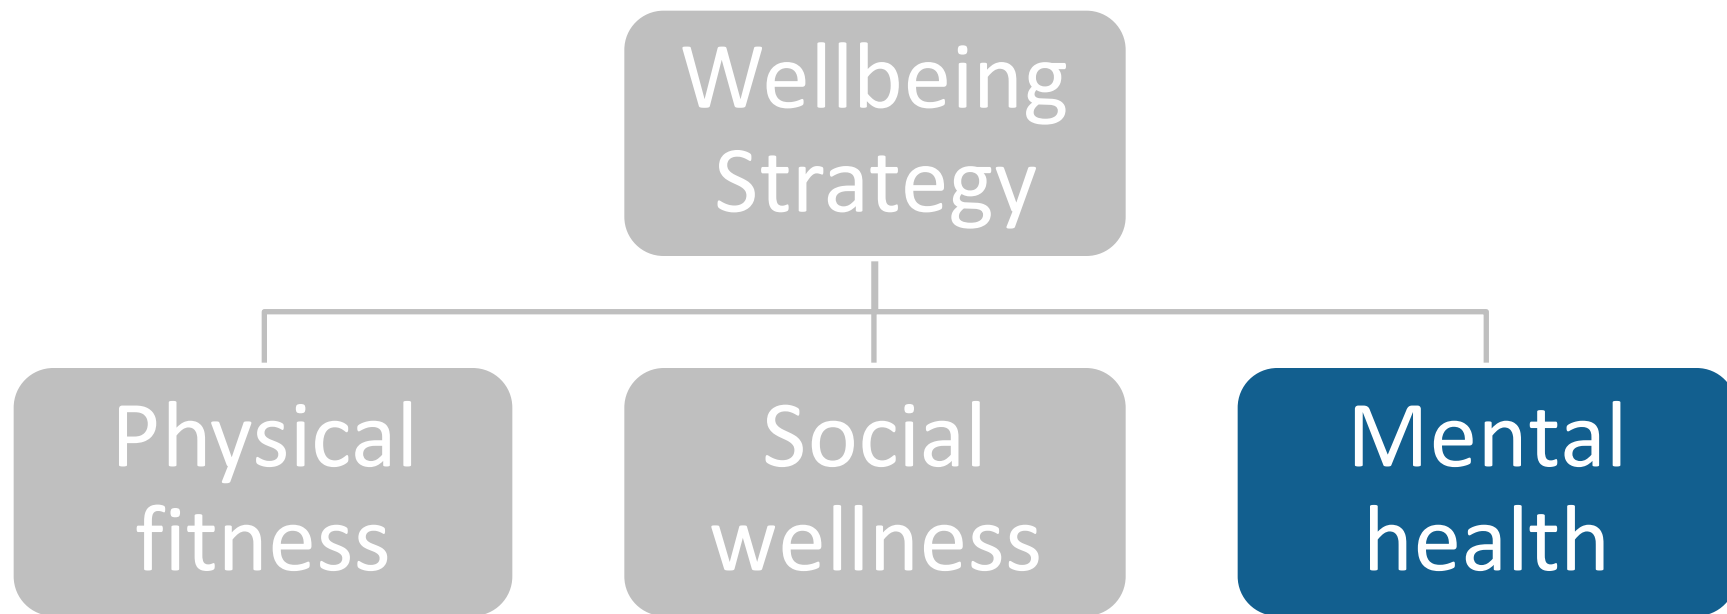 Wellbeing
Strategy
Physical
fitness
Social
wellness
Mental
health